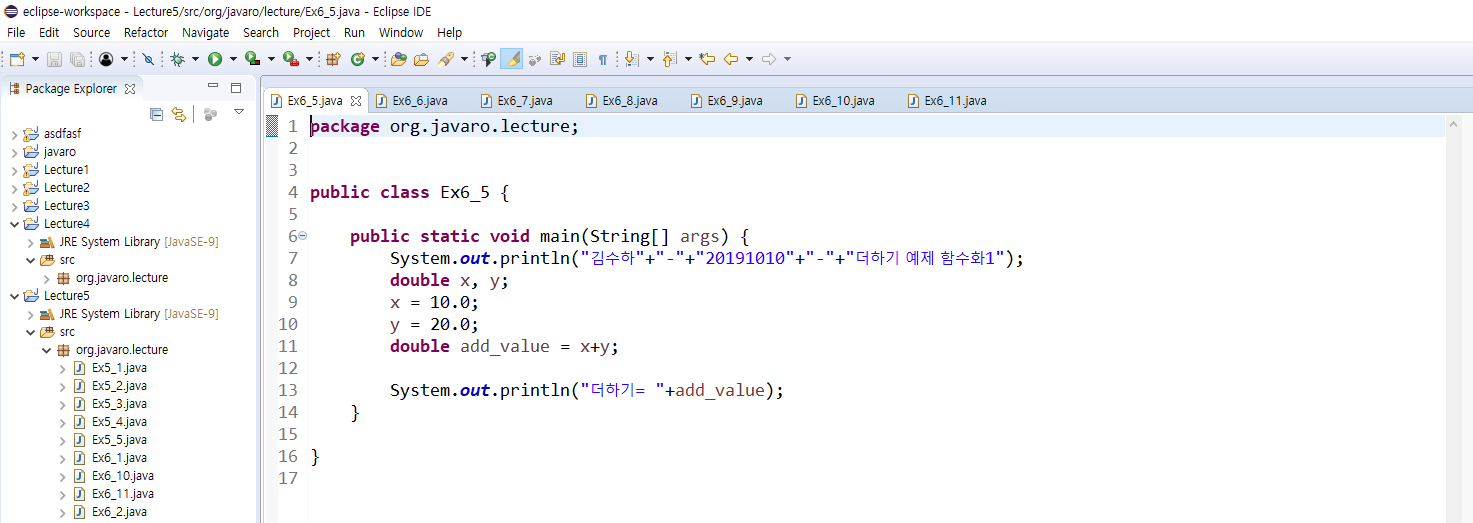 eclipse-workspace - Lecture5/src/org/javaro/lecture/Ex6_5.java - Eclipse IDE
File Edit Source Refactor Navigate Search Project Run Window Help
Package Explorer
asdfasf
javaro
Lecture1
Lecture2
Lecture3
Lecture4
JRE System Library [JavaSE-9]
src
org.javaro.lecture
Lecture5
JRE System Library [JavaSE-9]
src
org.javaro.lecture
Ex5_1.java
Ex5_2.java
Ex5_3.java
Ex5_4.java
Ex5_5.java
Ex6_1.java
Ex6_10.java
Ex6_11.java
Ex6_2.java
Ex6_5.java Ex6_6.java Ex6_7.java Ex6_8.java Ex6_9.java Ex6_10.java Ex6_11.java
1 package org.javaro.lecture;
2
3
4 public class Ex6_5 {
5
6 public static void main(String[] args) {
7 System.out.println("김수하"+"-"+"20191010"+"-"+"더하기 예제 함수화1");
8 double x, y;
9 x = 10.0;
10 y = 20.0;
11 double add_value = x+y;
12
13 System.out.println("더하기= "+add_value);
14 }
15
16 }
17